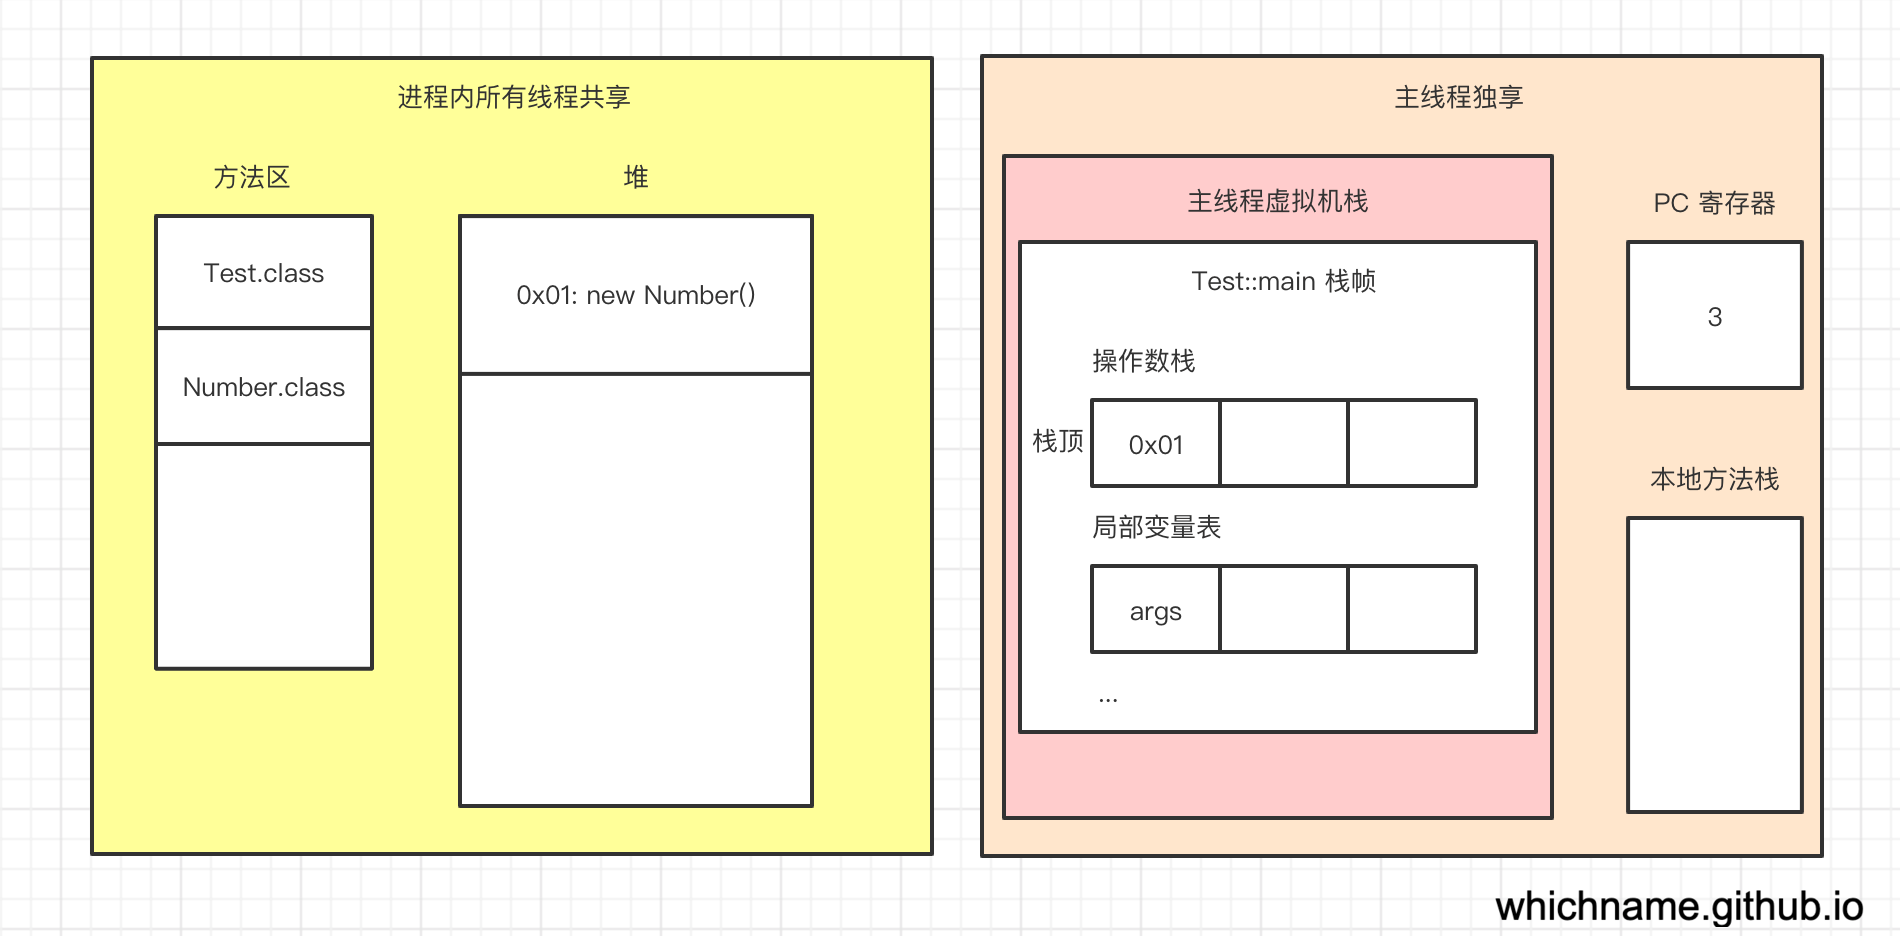 进程内所有线程共享
方法区
堆
Test.class
Number.class
0x01: new Number()
主线程独享
主线程虚拟机栈
Test::main 栈帧
操作数栈
栈顶
0x01
局部变量表
args
...
PC 寄存器
3
本地方法栈
whichname.github.io